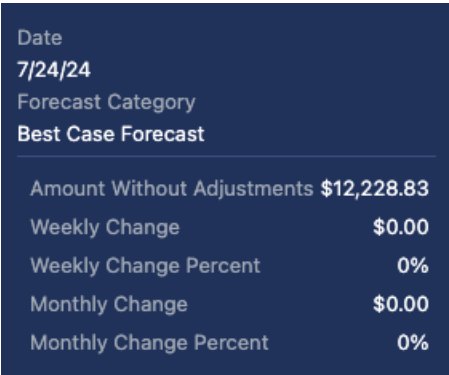 Date
7/24/24
Forecast Category
Best Case Forecast
Amount Without Adjustments $12,228.83
Weekly Change $0.00
Weekly Change Percent 0%
Monthly Change $0.00
Monthly Change Percent 0%